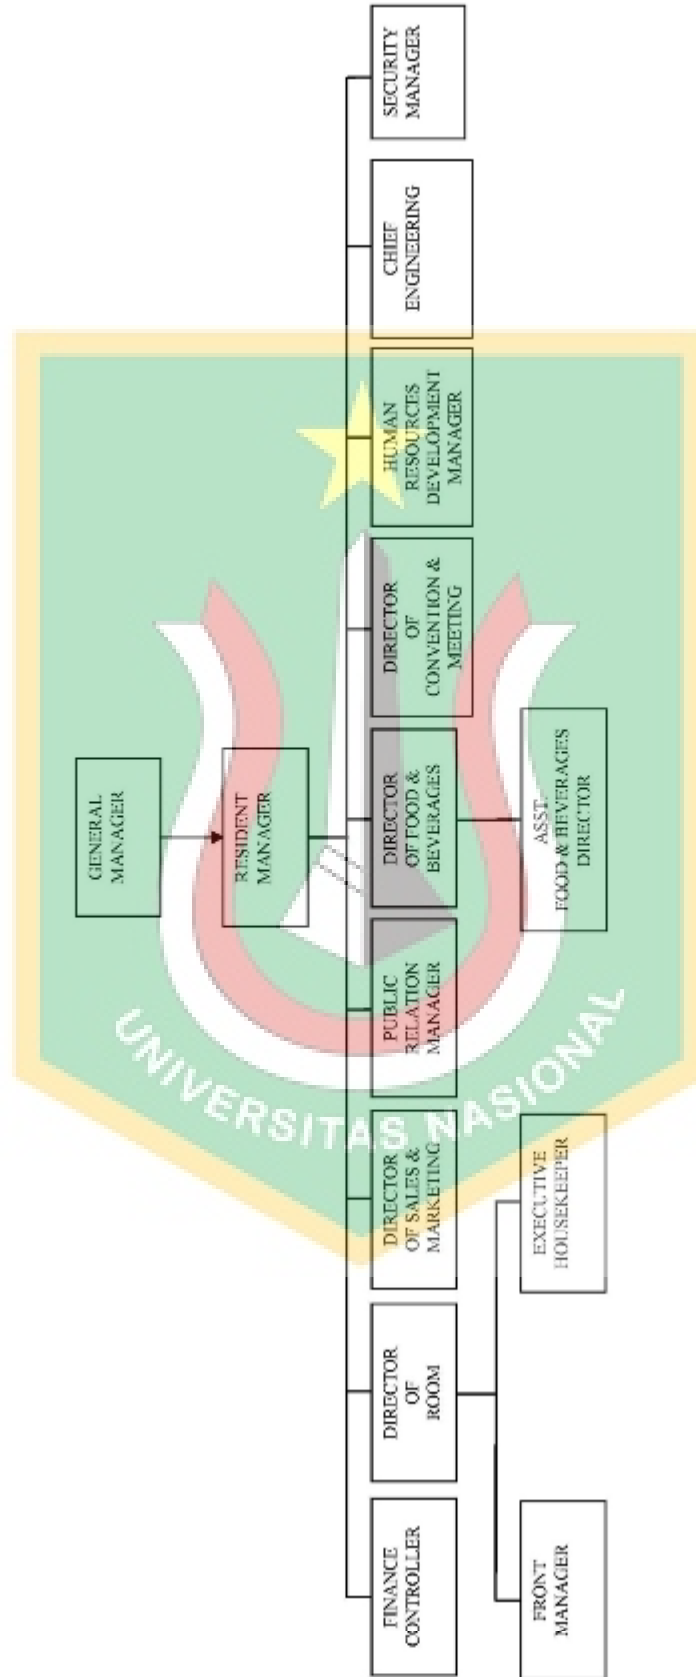 GENERAL
MANAGER
RESIDENT
MANAGER
FINANCE
CONTROLLER
DIRECTOR
OF
ROOM
DIRECTOR
OF SALES &
MARKETING
PUBLIC
RELATION
MANAGER
DIRECTOR
OF FOOD &
BEVERAGES
DIRECTOR
OF
CONVENTION &
MEETING
HUMAN
RESOURCES
DEVELOPMENT
MANAGER
CHIEF
ENGINEERING
SECURITY
MANAGER
FRONT
MANAGER
EXECUTIVE
HOUSEKEEPER
ASST.
FOOD & BEVERAGES
DIRECTOR
UNIVERSITAS NASIONAL